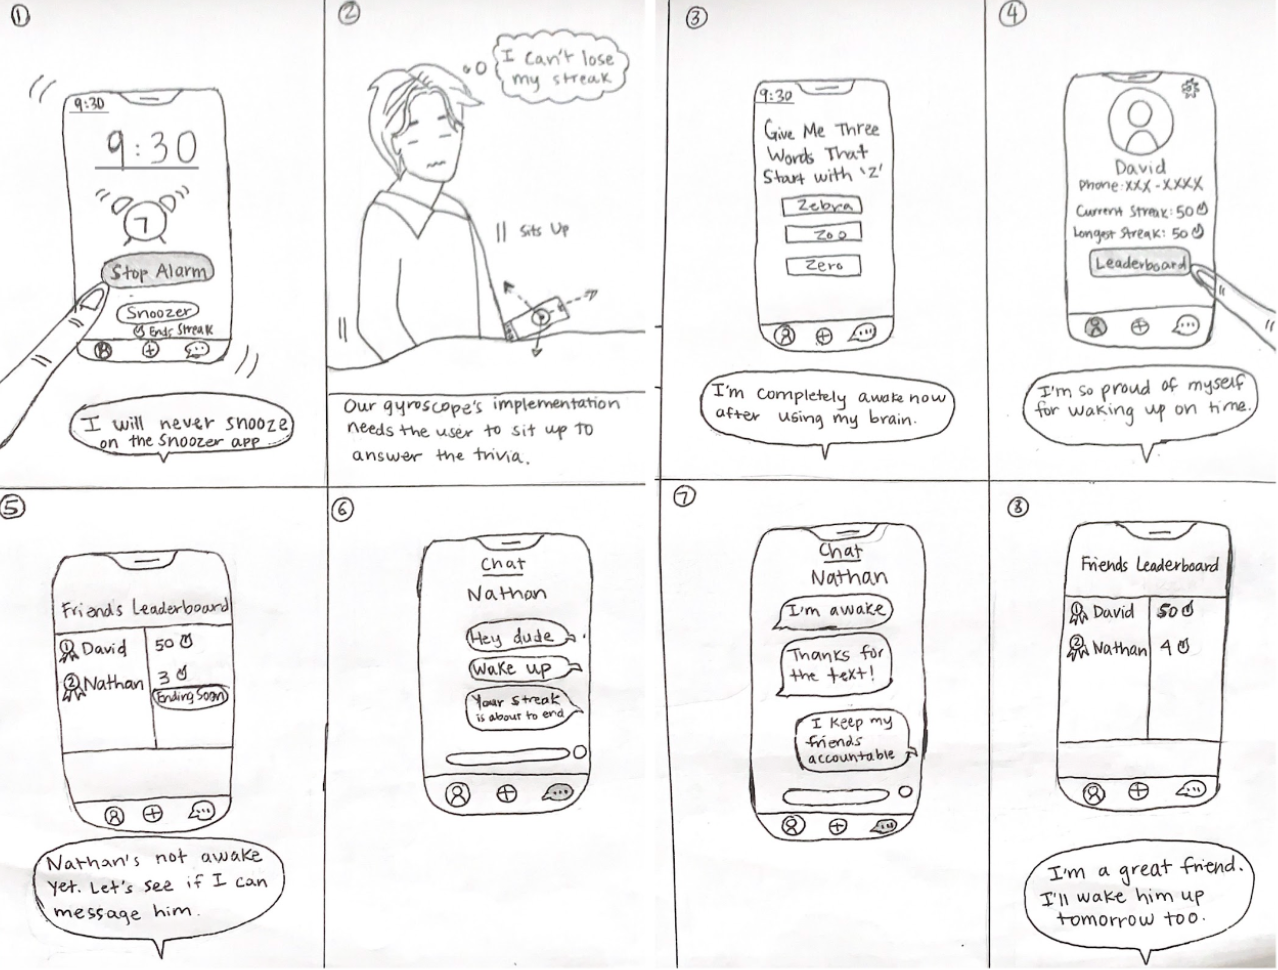 1
9:30
9:30
7
Stop Alarm
Snoozer
Ends Streak
I will never snooze
on the Snoozer app
2
I can't lose
my streak
Sits Up
Our gyroscope's implementation
needs the user to sit up to
answer the trivia.
3
9:30
Give Me Three
Words That
Start with 'Z'
Zebra
Zoo
Zero
I'm completely awake now
after using my brain.
4
David
Phone: XXX-XXXX
Current Streak: 50
Longest Streak: 50
Leaderboard
I'm so proud of myself
for waking up on time.
5
Friends Leaderboard
1 David 50
2 Nathan 3
Ending Soon
Nathan's not awake
yet. Let's see if I can
message him.
6
Chat
Nathan
Hey dude
Wake up
Your streak
is about to end
7
Chat
Nathan
I'm awake
Thanks for
the text!
I keep my
friends
accountable
8
Friends Leaderboard
1 David 50
2 Nathan 4
I'm a great friend.
I'll wake him up
tomorrow too.